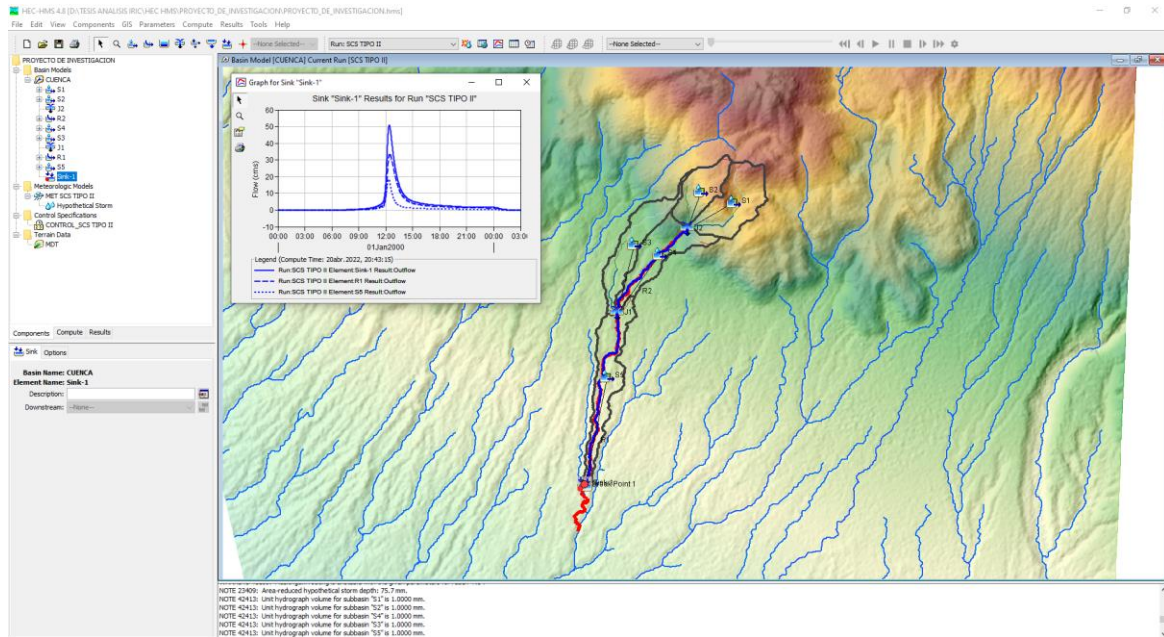 HEC-HMS 4.8 [D:\TESIS ANALISIS IRIC\HEC HMS\PROYECTO_DE_INVESTIGACION\PROYECTO_DE_INVESTIGACION.hms]
File Edit View Components GIS Parameters Compute Results Tools Help
--None Selected--
Run: SCS TIPO II
--None Selected--
PROYECTO DE INVESTIGACION
Basin Models
CUENCA
S1
S2
J2
R2
S4
S3
J1
R1
S5
Sink-1
Meteorologic Models
MET SCS TIPO II
Hypothetical Storm
Control Specifications
CONTROL_SCS TIPO II
Terrain Data
MDT
Components Compute Results
Sink Options
Basin Name: CUENCA
Element Name: Sink-1
Description:
Downstream: --None--
Basin Model [CUENCA] Current Run [SCS TIPO II]
Graph for Sink "Sink-1"
Sink "Sink-1" Results for Run "SCS TIPO II"
Flow (cms)
60
50
40
30
20
10
0
-10
00:00 03:00 06:00 09:00 12:00 15:00 18:00 21:00 00:00 03:00
01Jan2000
Legend (Compute Time: 20abr.2022, 20:43:15)
Run:SCS TIPO II Element:Sink-1 Result:Outflow
Run:SCS TIPO II Element:R1 Result:Outflow
Run:SCS TIPO II Element:S5 Result:Outflow
S2
S1
S3
R2
J1
S5
R1
Point 1
NOTE 23409: Area-reduced hypothetical storm depth: 75.7 mm.
NOTE 42413: Unit hydrograph volume for subbasin "S1" is 1.0000 mm.
NOTE 42413: Unit hydrograph volume for subbasin "S2" is 1.0000 mm.
NOTE 42413: Unit hydrograph volume for subbasin "S4" is 1.0000 mm.
NOTE 42413: Unit hydrograph volume for subbasin "S3" is 1.0000 mm.
NOTE 42413: Unit hydrograph volume for subbasin "S5" is 1.0000 mm.